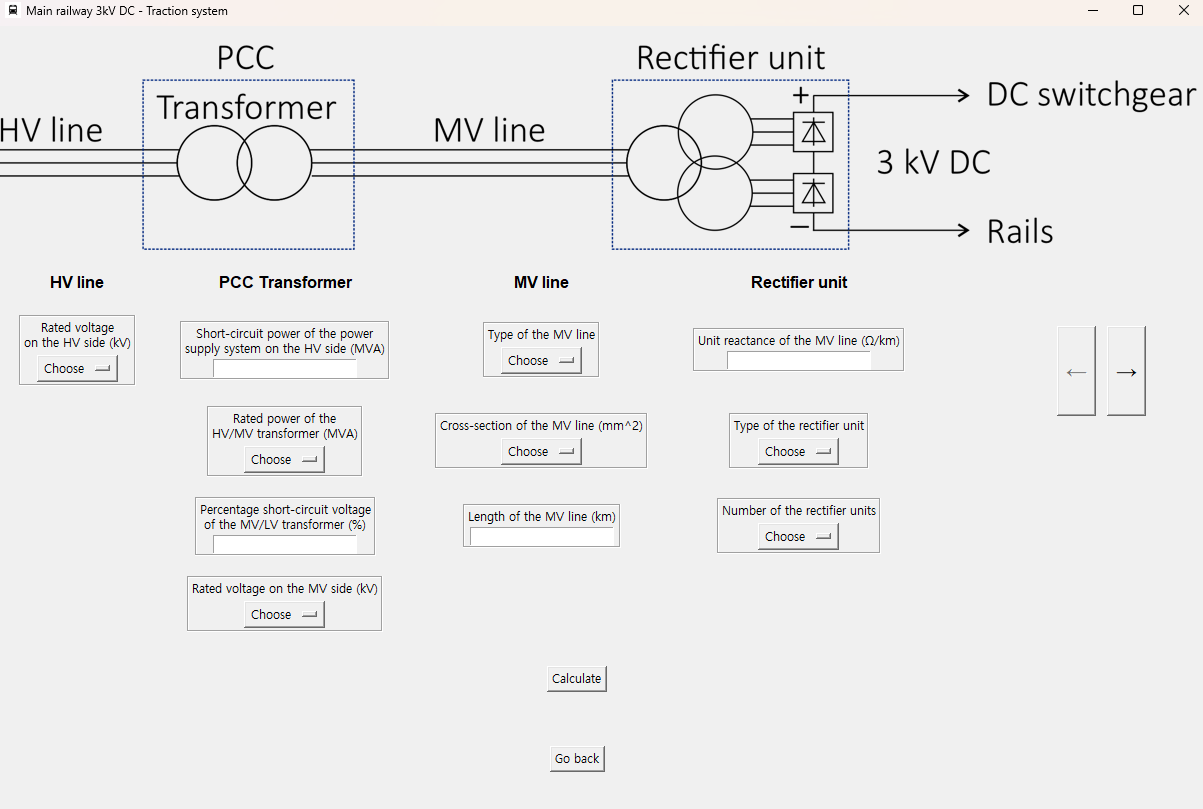 Main railway 3kV DC - Traction system
PCC
Transformer
Rectifier unit
HV line
MV line
+
DC switchgear
3 kV DC
−
Rails
HV line
PCC Transformer
MV line
Rectifier unit
Rated voltage
on the HV side (kV)
Choose
Short-circuit power of the power
supply system on the HV side (MVA)
Rated power of the
HV/MV transformer (MVA)
Choose
Percentage short-circuit voltage
of the MV/LV transformer (%)
Rated voltage on the MV side (kV)
Choose
Type of the MV line
Choose
Cross-section of the MV line (mm^2)
Choose
Length of the MV line (km)
Unit reactance of the MV line (Ω/km)
Type of the rectifier unit
Choose
Number of the rectifier units
Choose
←
→
Calculate
Go back